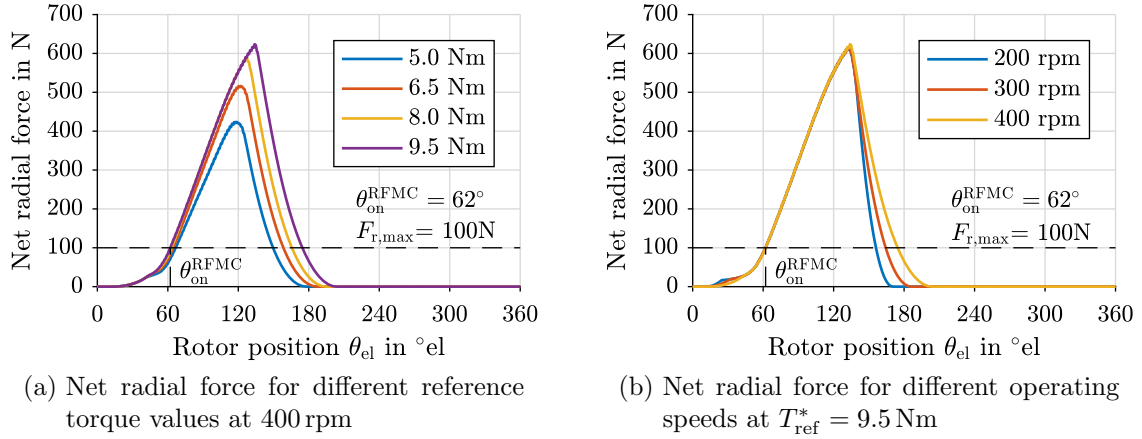 700
600
500
400
300
200
100
0
Net radial force in N
5.0 Nm
6.5 Nm
8.0 Nm
9.5 Nm
θ_on^RFMC = 62°
F_r,max = 100N
θ_on^RFMC
0 60 120 180 240 300 360
Rotor position θ_el in °el
(a) Net radial force for different reference
torque values at 400 rpm
700
600
500
400
300
200
100
0
Net radial force in N
200 rpm
300 rpm
400 rpm
θ_on^RFMC = 62°
F_r,max = 100N
θ_on^RFMC
0 60 120 180 240 300 360
Rotor position θ_el in °el
(b) Net radial force for different operating
speeds at T*_ref = 9.5 Nm